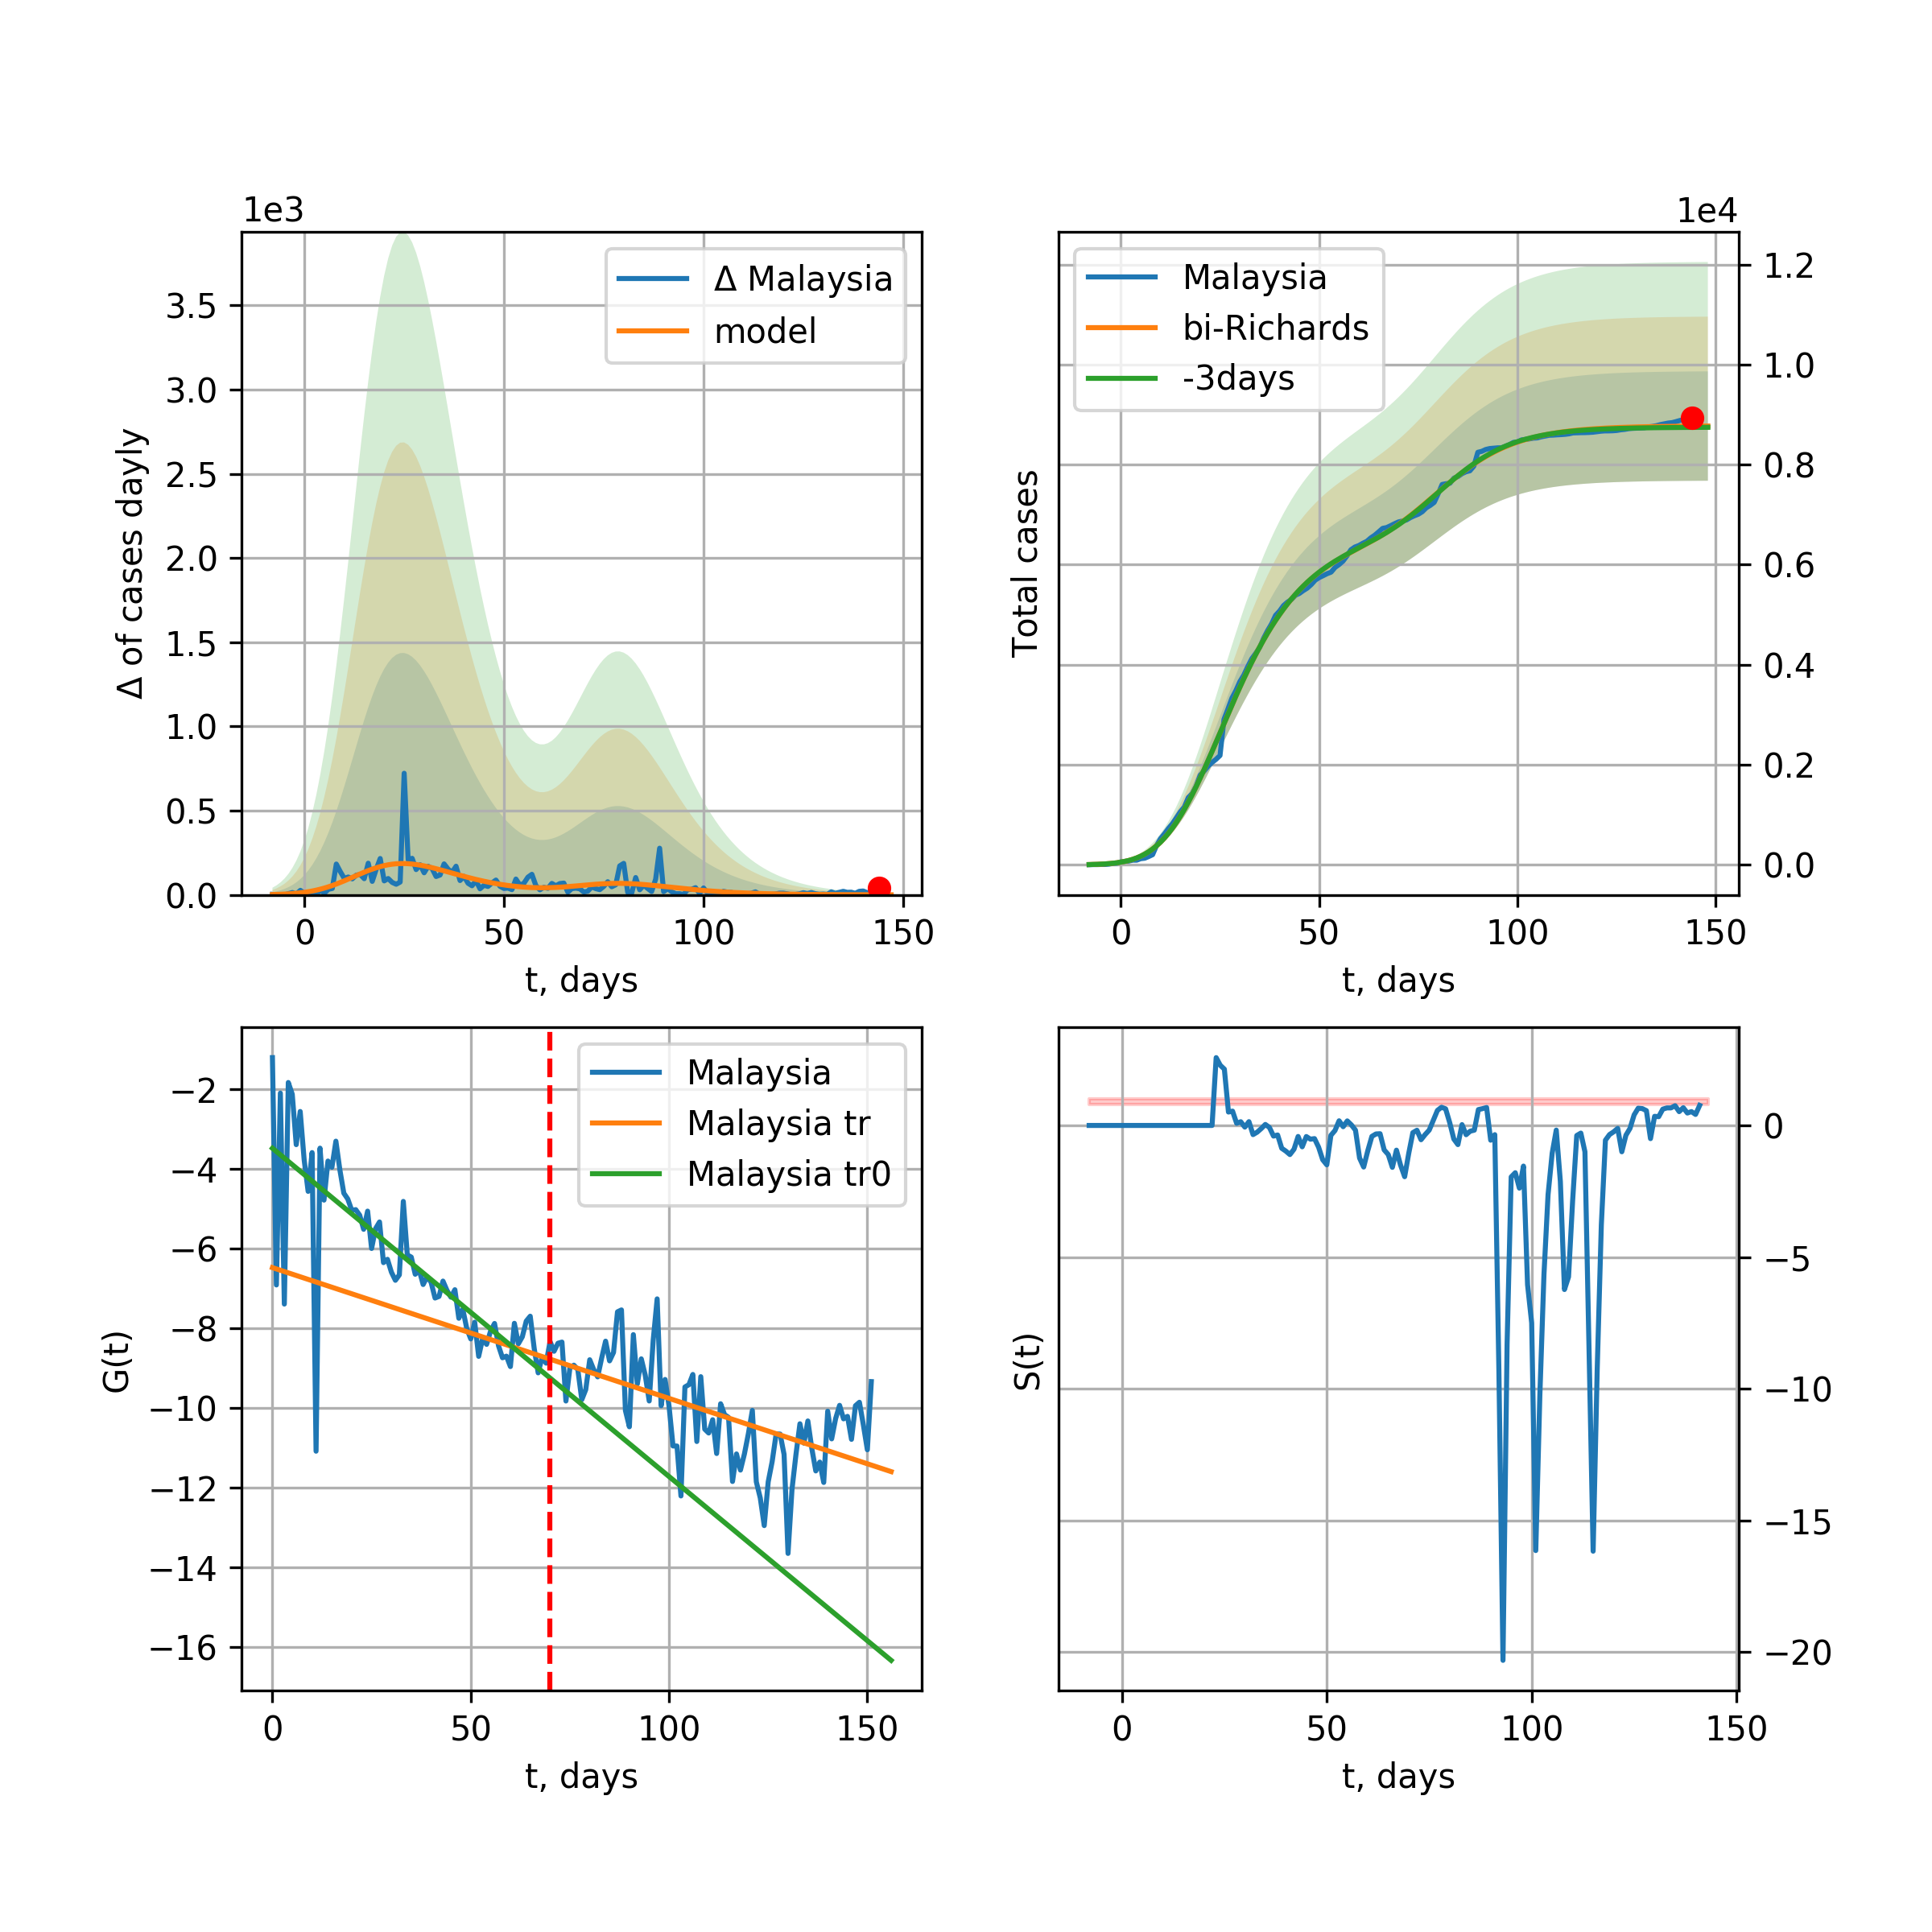 1e3
Δ of cases dayly
3.5
3.0
2.5
2.0
1.5
1.0
0.5
0.0
Δ Malaysia
model
0 50 100 150
t, days
1e4
Total cases
Malaysia
bi-Richards
-3days
1.2
1.0
0.8
0.6
0.4
0.2
0.0
0 50 100 150
t, days
G(t)
−2
−4
−6
−8
−10
−12
−14
−16
Malaysia
Malaysia tr
Malaysia tr0
0 50 100 150
t, days
S(t)
0
−5
−10
−15
−20
0 50 100 150
t, days